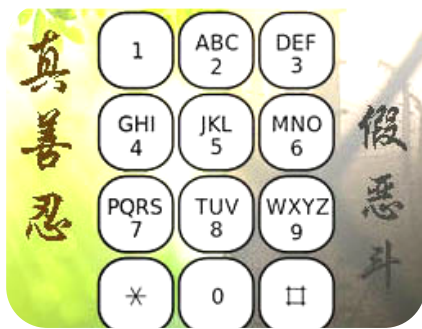 真善忍
1
ABC
2
DEF
3
GHI
4
JKL
5
MNO
6
PQRS
7
TUV
8
WXYZ
9
*
0
#
假恶斗